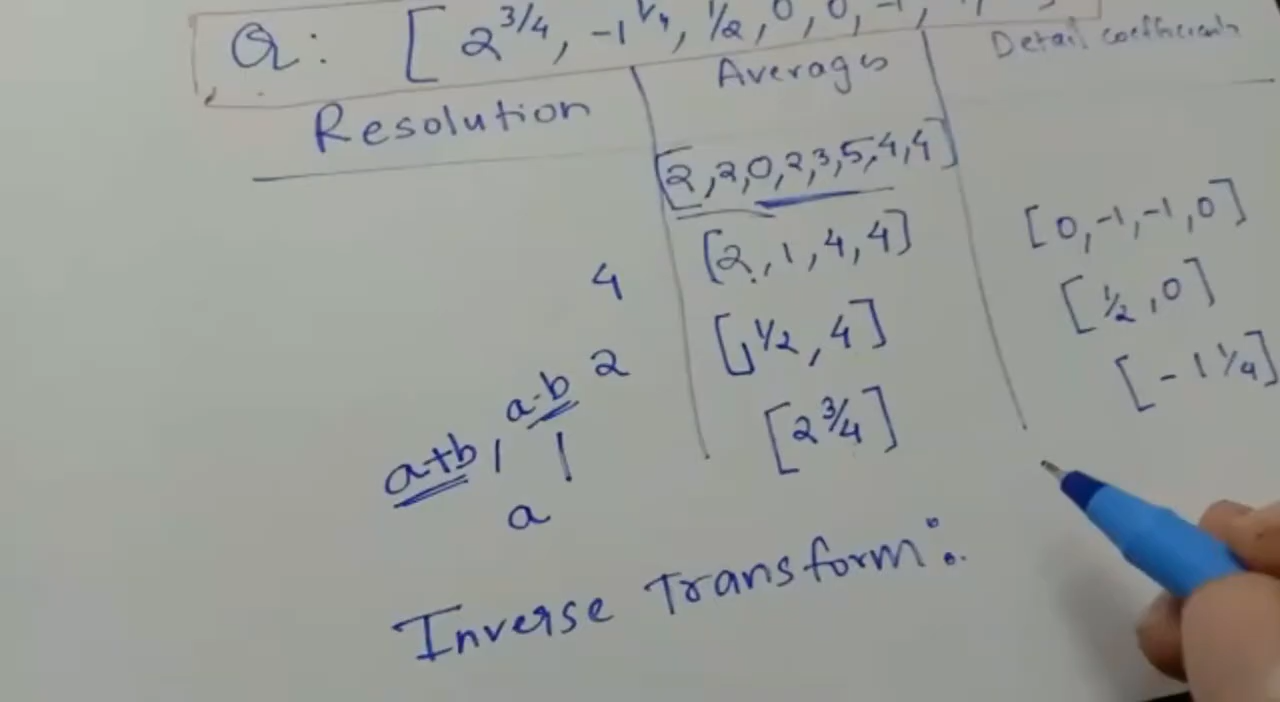 Q: [ 2 3/4, -1 1/4, 1/2, 0, 0, -1,
Resolution Averages Detail coefficients
[2,2,0,2,3,5,4,4]
4 [2,1,4,4] [0,-1,-1,0]
2 [1 1/2, 4] [1/2, 0]
1 [2 3/4] [-1 1/4]
a+b, a-b
a
Inverse Transform: